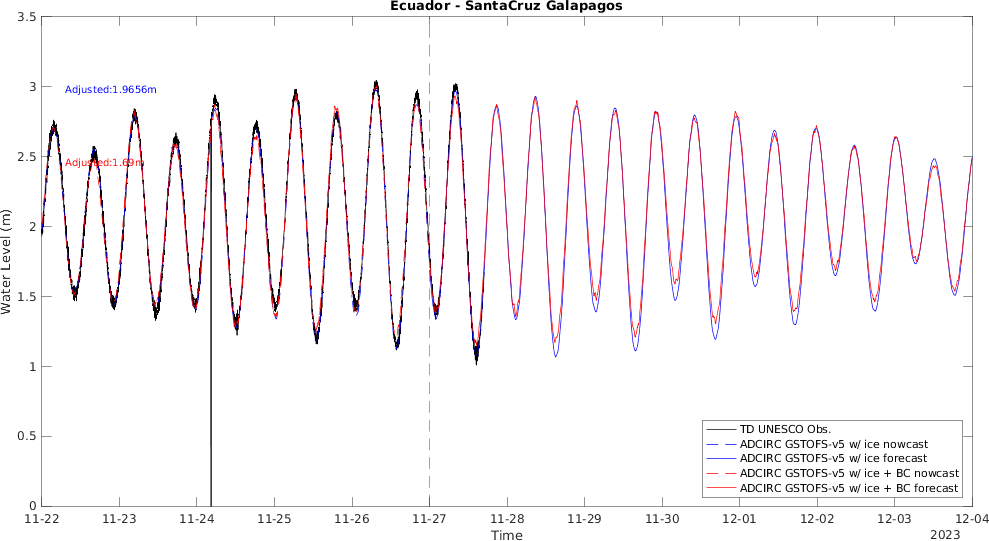 Ecuador - SantaCruz Galapagos
3.5
3
2.5
2
1.5
1
0.5
0
Water Level (m)
Adjusted:1.9656m
Adjusted:1.69m
TD UNESCO Obs.
ADCIRC GSTOFS-v5 w/ ice nowcast
ADCIRC GSTOFS-v5 w/ ice forecast
ADCIRC GSTOFS-v5 w/ ice + BC nowcast
ADCIRC GSTOFS-v5 w/ ice + BC forecast
11-22 11-23 11-24 11-25 11-26 11-27 11-28 11-29 11-30 12-01 12-02 12-03 12-04
Time
2023